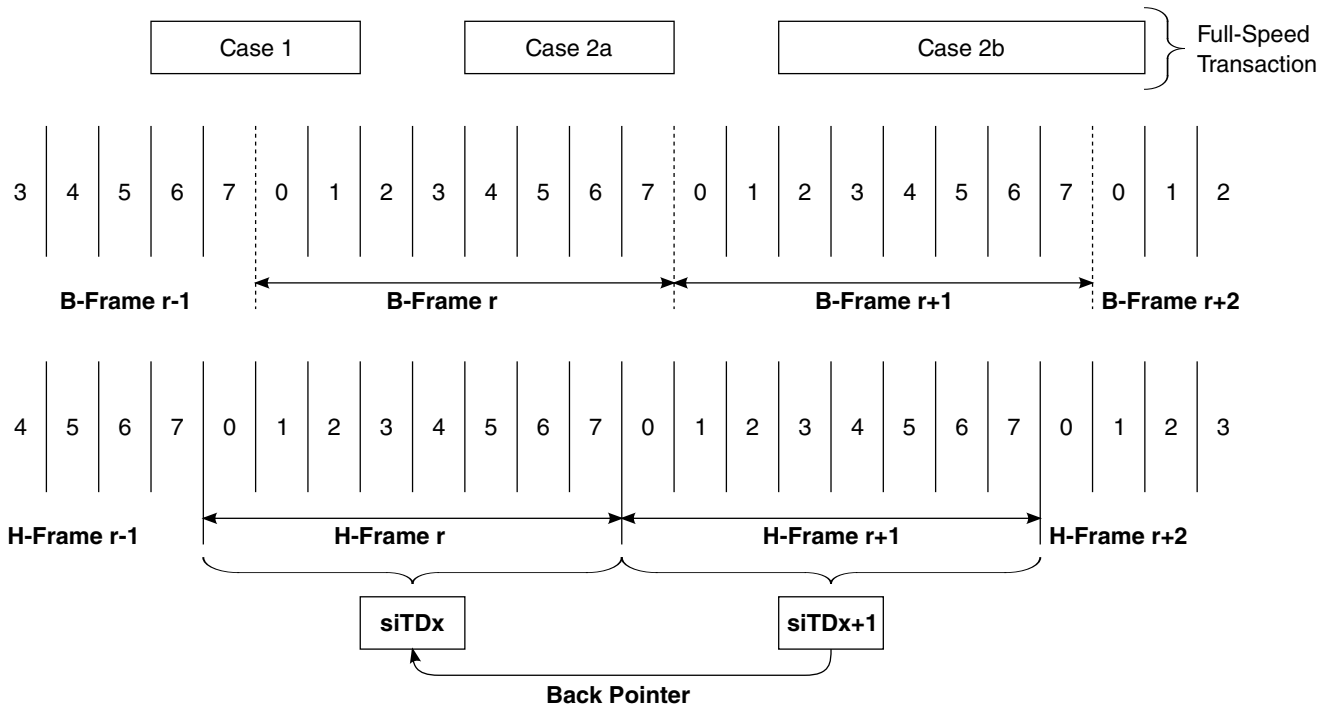 Case 1 Case 2a Case 2b Full-Speed
Transaction
3 4 5 6 7 0 1 2 3 4 5 6 7 0 1 2 3 4 5 6 7 0 1 2
B-Frame r-1 B-Frame r B-Frame r+1 B-Frame r+2
4 5 6 7 0 1 2 3 4 5 6 7 0 1 2 3 4 5 6 7 0 1 2 3
H-Frame r-1 H-Frame r H-Frame r+1 H-Frame r+2
siTDx siTDx+1
Back Pointer